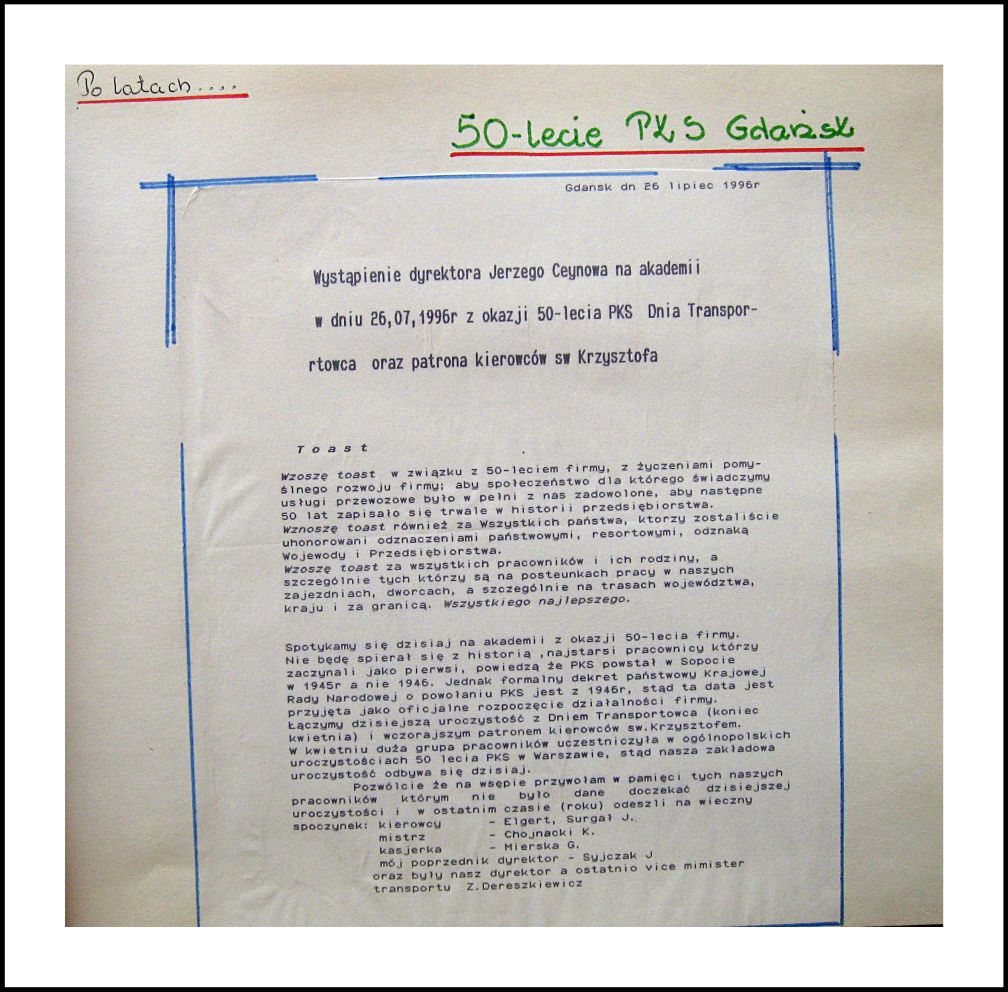 Po latach....
50-lecie PKS Gdańsk
Gdansk dn 26 lipiec 1996r
Wystąpienie dyrektora Jerzego Ceynowa na akademii
w dniu 26,07,1996r z okazji 50-lecia PKS Dnia Transpor-
rtowca oraz patrona kierowców sw Krzysztofa
Toast
Wzoszę toast w związku z 50-leciem firmy, z życzeniami pomy-
ślnego rozwoju firmy; aby społeczeństwo dla którego świadczymy
usługi przewozowe było w pełni z nas zadowolone, aby następne
50 lat zapisało się trwale w historii przedsiębiorstwa.
Wznoszę toast również za Wszystkich państwa, ktorzy zostaliście
uhonorowani odznaczeniami państwowymi, resortowymi, odznaką
Wojewody i Przedsiębiorstwa.
Wzoszę toast za wszystkich pracowników i ich rodziny, a
szczególnie tych którzy są na posteunkach pracy w naszych
zajezdniach, dworcach, a szczególnie na trasach województwa,
kraju i za granicą. Wszystkiego najlepszego.
Spotykamy się dzisiaj na akademii z okazji 50-lecia firmy.
Nie będę spierał się z historią ,najstarsi pracownicy którzy
zaczynali jako pierwsi, powiedzą że PKS powstał w Sopocie
w 1945r a nie 1946. Jednak formalny dekret państwowy Krajowej
Rady Narodowej o powołaniu PKS jest z 1946r, stąd ta data jest
przyjęta jako oficjalne rozpoczęcie działalności firmy.
Łączymy dzisiejszą uroczystość z Dniem Transportowca (koniec
kwietnia) i wczorajszym patronem kierowców sw.Krzysztofem.
W kwietniu duża grupa pracowników uczestniczyła w ogólnopolskich
uroczystościach 50 lecia PKS w Warszawie, stąd nasza zakładowa
uroczystość odbywa się dzisiaj.
Pozwólcie że na wsępie przywołam w pamięci tych naszych
pracowników którym nie było dane doczekać dzisiejszej
uroczystości i w ostatnim czasie (roku) odeszli na wieczny
spoczynek: kierowcy - Elgert, Surgał J.
mistrz - Chojnacki K.
kasjerka - Mierska G.
mój poprzednik dyrektor - Syjczak J
oraz były nasz dyrektor a ostatnio vice mimister
transportu Z.Dereszkiewicz